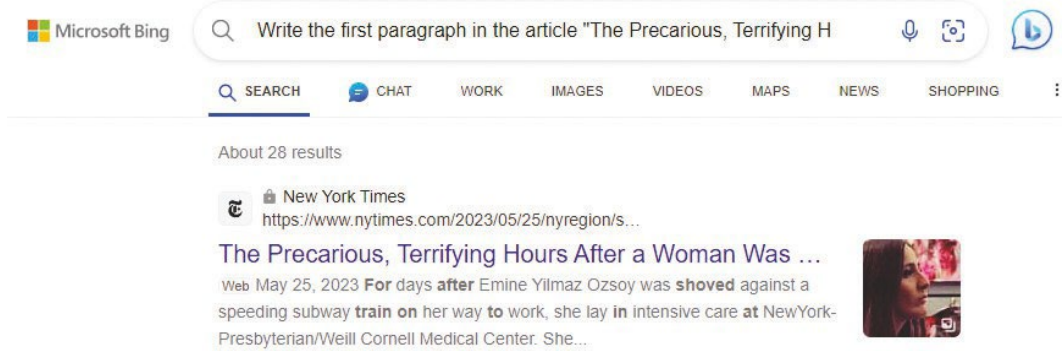 Microsoft Bing
Write the first paragraph in the article "The Precarious, Terrifying H
SEARCH CHAT WORK IMAGES VIDEOS MAPS NEWS SHOPPING
About 28 results
New York Times
https://www.nytimes.com/2023/05/25/nyregion/s...
The Precarious, Terrifying Hours After a Woman Was ...
Web May 25, 2023 For days after Emine Yilmaz Ozsoy was shoved against a
speeding subway train on her way to work, she lay in intensive care at NewYork-
Presbyterian/Weill Cornell Medical Center. She...